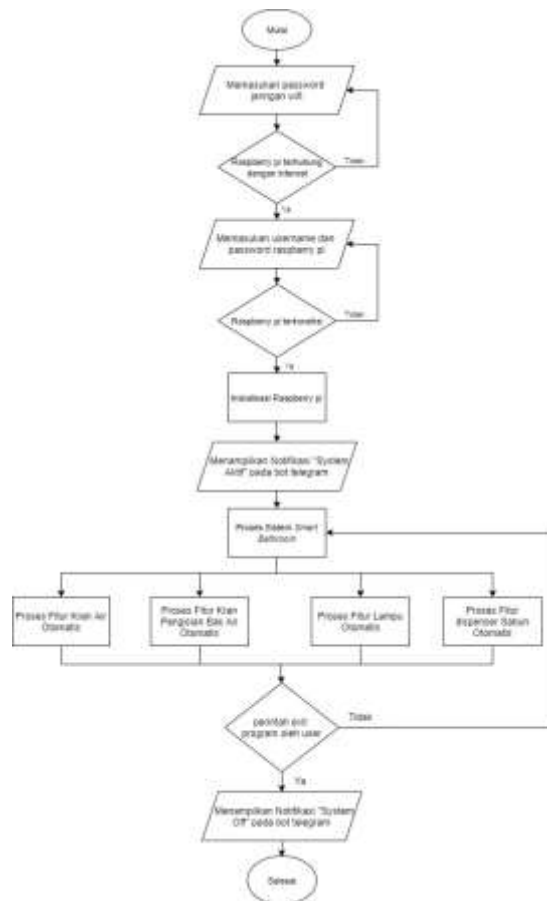 Mulai
Memasukan password
jaringan wifi
Raspberry pi terhubung
dengan internet
Tidak
Ya
Memasukan username dan
password raspberry pi
Raspberry pi terkoneksi
Tidak
Ya
Raspberry pi
Menampilkan Notifikasi "System
Aktif" pada bot telegram
Proses Sistem Smart
Bathroom
Proses Fitur Kran Air
Otomatis
Proses Fitur Kran
Pengisian Bak Air
Otomatis
Proses Fitur Lampu
Otomatis
Proses Fitur
dispenser Sabun
Otomatis
perintah exit
program oleh user
Tidak
Ya
Menampilkan Notifikasi "System
Off" pada bot telegram
Selesai